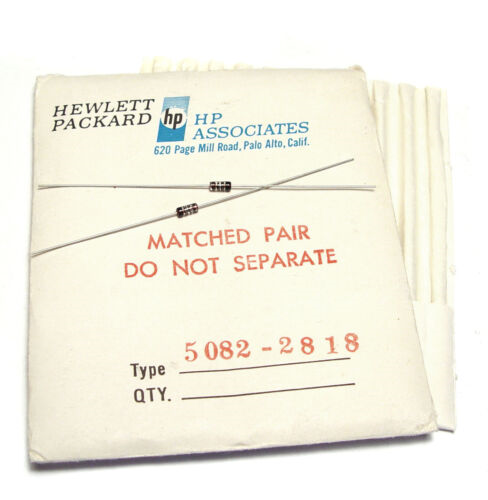 HEWLETT
PACKARD
hp
HP
ASSOCIATES
620 Page Mill Road, Palo Alto, Calif.
MATCHED PAIR
DO NOT SEPARATE
Type 5082-2818
QTY.